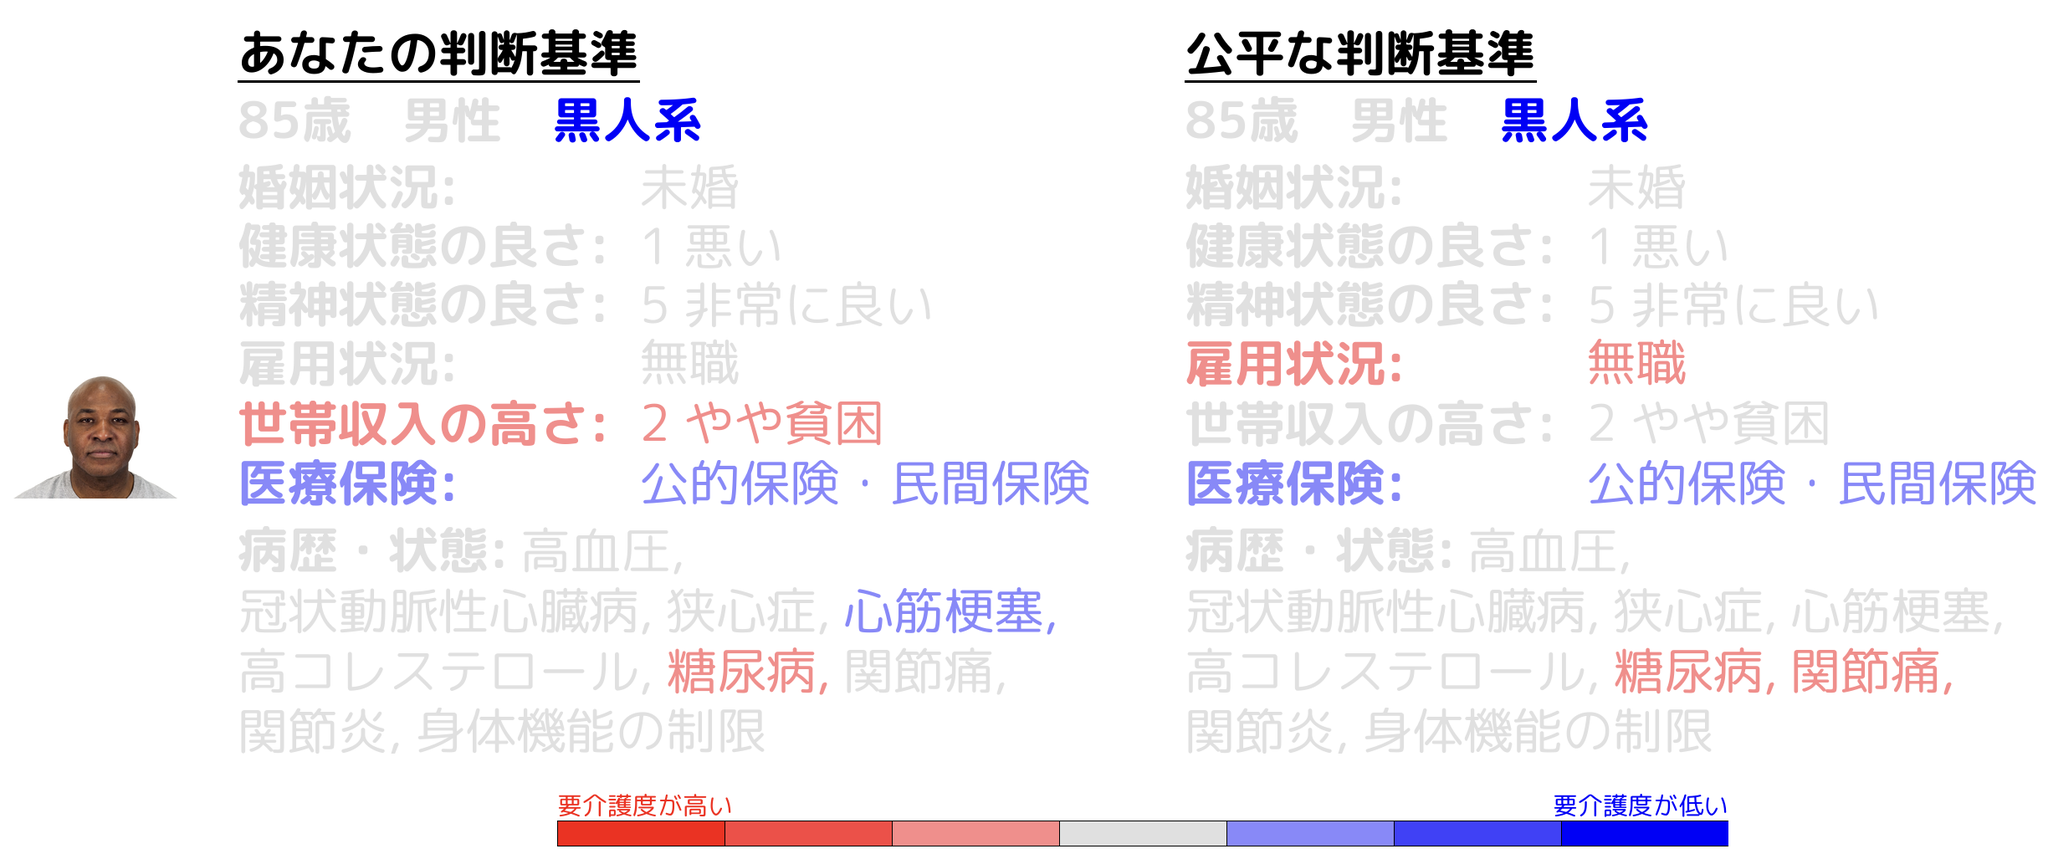 あなたの判断基準
85歳 男性 黒人系
婚姻状況: 未婚
健康状態の良さ: 1 悪い
精神状態の良さ: 5 非常に良い
雇用状況: 無職
世帯収入の高さ: 2 やや貧困
医療保険: 公的保険・民間保険
病歴・状態: 高血圧,
冠状動脈性心臓病, 狭心症, 心筋梗塞,
高コレステロール, 糖尿病, 関節痛,
関節炎, 身体機能の制限
公平な判断基準
85歳 男性 黒人系
婚姻状況: 未婚
健康状態の良さ: 1 悪い
精神状態の良さ: 5 非常に良い
雇用状況: 無職
世帯収入の高さ: 2 やや貧困
医療保険: 公的保険・民間保険
病歴・状態: 高血圧,
冠状動脈性心臓病, 狭心症, 心筋梗塞,
高コレステロール, 糖尿病, 関節痛,
関節炎, 身体機能の制限
要介護度が高い 要介護度が低い